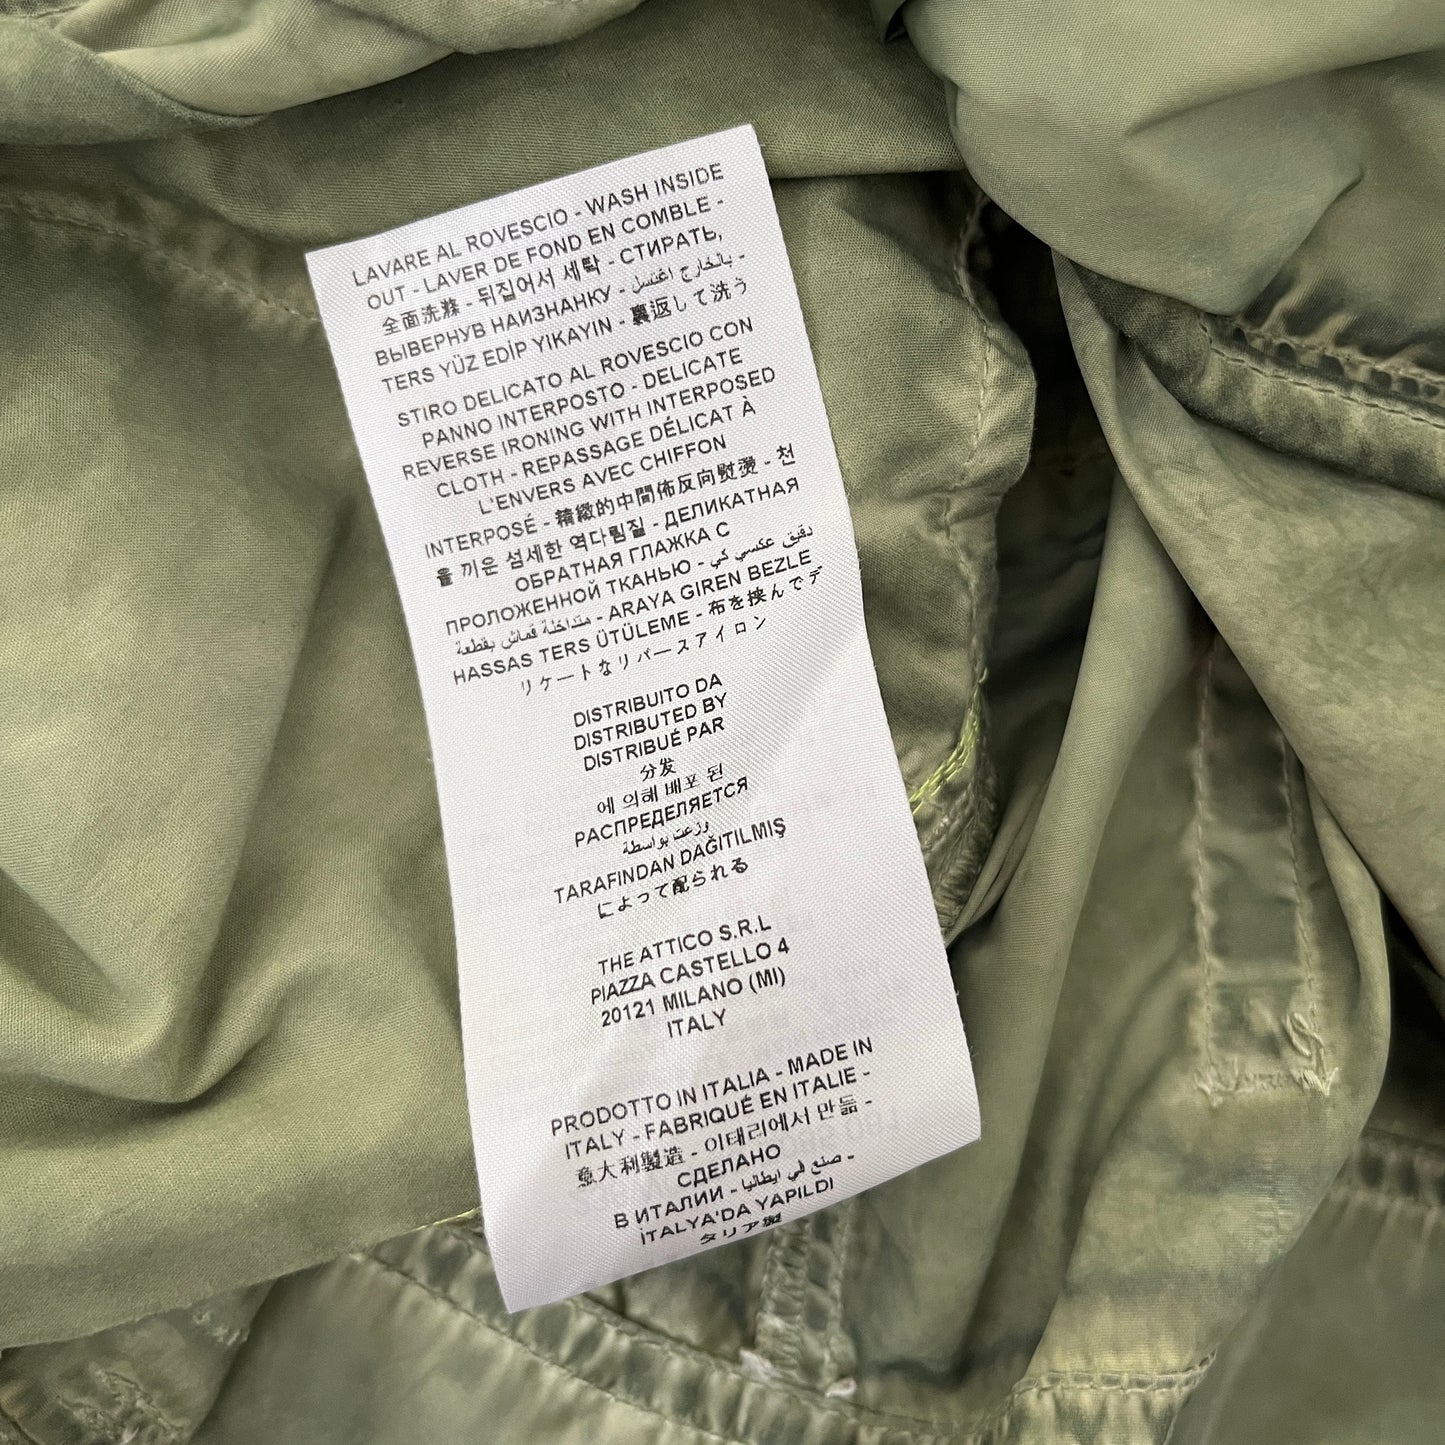 LAVARE AL ROVESCIO - WASH INSIDE
OUT - LAVER DE FOND EN COMBLE -
全面洗滌 - 뒤집어서 세탁 - СТИРАТЬ,
ВЫВЕРНУВ НАИЗНАНКУ - بالخارج اغتسل -
TERS YÜZ EDİP YIKAYIN - 裏返して洗う
STIRO DELICATO AL ROVESCIO CON
PANNO INTERPOSTO - DELICATE
REVERSE IRONING WITH INTERPOSED
CLOTH - REPASSAGE DÉLICAT À
L'ENVERS AVEC CHIFFON
INTERPOSÉ - 精緻的中間佈反向熨燙 - 천
을 끼운 섬세한 역다림질 - ДЕЛИКАТНАЯ
ОБРАТНАЯ ГЛАЖКА С
ПРОЛОЖЕННОЙ ТКАНЬЮ - دقيق عكسي كي
متداخلة قماش بقطعة - ARAYA GIREN BEZLE
HASSAS TERS ÜTÜLEME - 布を挟んでデ
リケートなリバースアイロン
DISTRIBUITO DA
DISTRIBUTED BY
DISTRIBUÉ PAR
分发
에 의해 배포 된
РАСПРЕДЕЛЯЕТСЯ
وزعت بواسطة
TARAFINDAN DAĞITILMIŞ
によって配られる
THE ATTICO S.R.L
PIAZZA CASTELLO 4
20121 MILANO (MI)
ITALY
PRODOTTO IN ITALIA - MADE IN
ITALY - FABRIQUÉ EN ITALIE -
意大利製造 - 이태리에서 만듦 -
СДЕЛАНО
В ИТАЛИИ - صنع في ايطاليا -
İTALYA'DA YAPILDI
タリア製